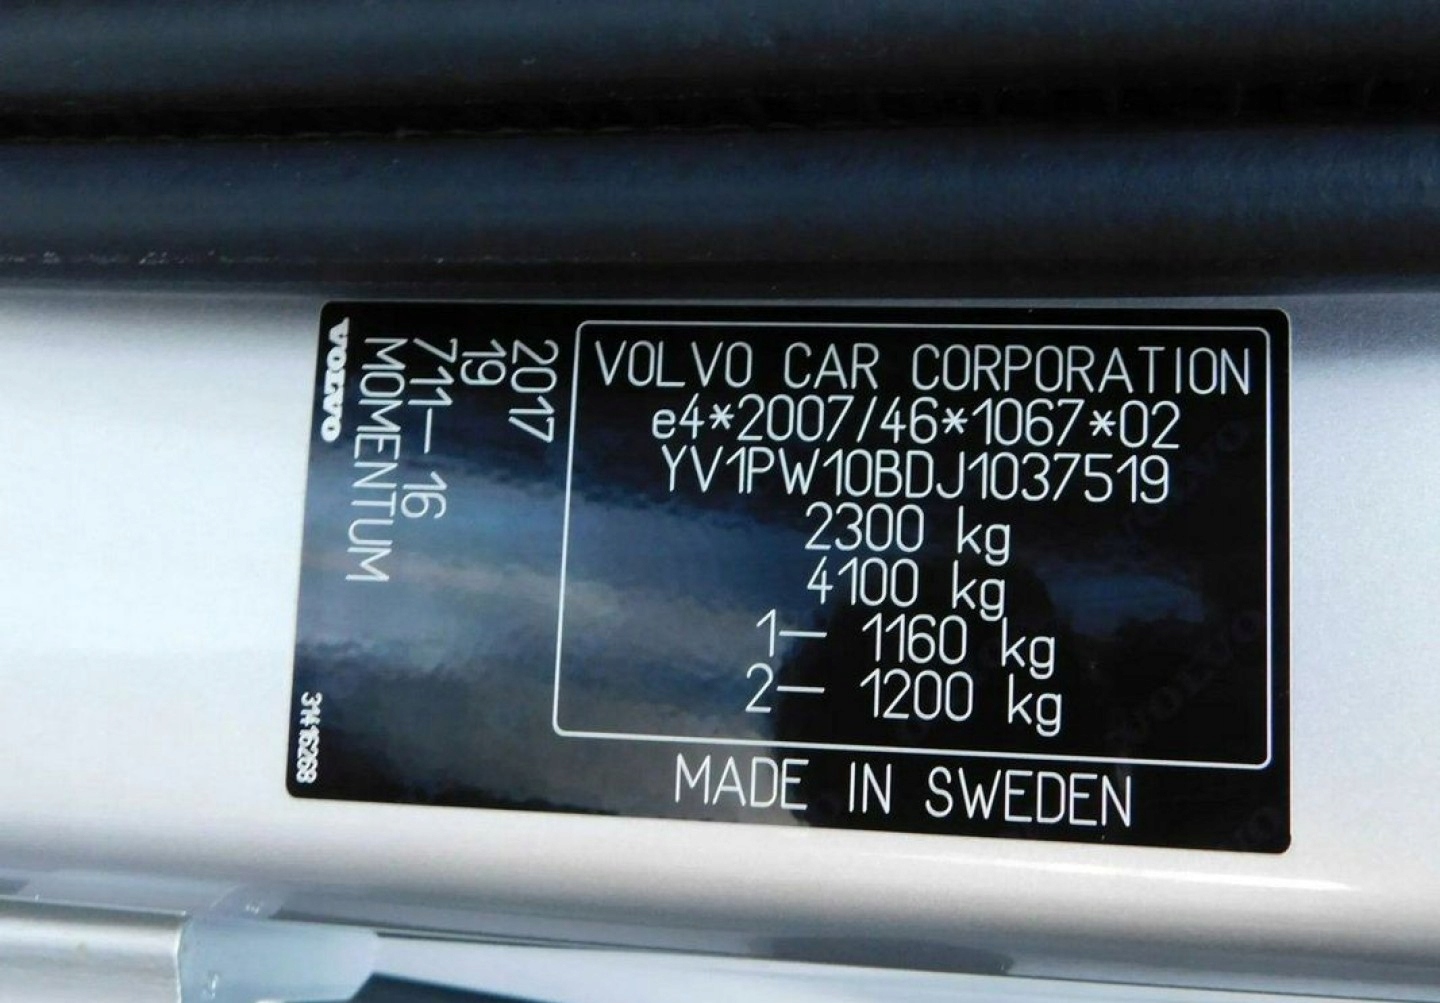 VOLVO CAR CORPORATION
e4*2007/46*1067*02
YV1PW10BDJ1037519
2300 kg
4100 kg
1— 1160 kg
2— 1200 kg
MADE IN SWEDEN
2017
19
711—16
MOMENTUM
VOLVO
31416268